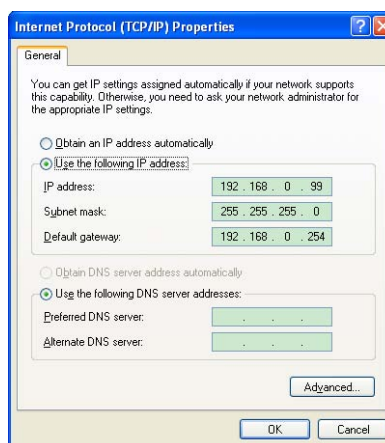 Internet Protocol (TCP/IP) Properties
General
You can get IP settings assigned automatically if your network supports
this capability. Otherwise, you need to ask your network administrator for
the appropriate IP settings.
Obtain an IP address automatically
Use the following IP address:
IP address: 192 . 168 . 0 . 99
Subnet mask: 255 . 255 . 255 . 0
Default gateway: 192 . 168 . 0 . 254
Obtain DNS server address automatically
Use the following DNS server addresses:
Preferred DNS server: . . .
Alternate DNS server: . . .
Advanced...
OK Cancel